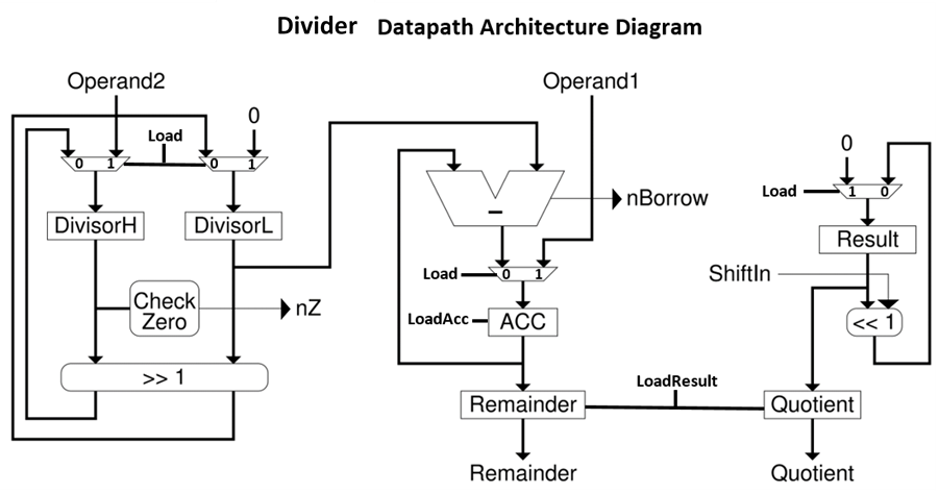 Divider Datapath Architecture Diagram
Operand2
Operand1
0
Load
0 1
0 1
0
Load
1 0
nBorrow
−
DivisorH
DivisorL
Result
Load
0 1
ShiftIn
Check
Zero
nZ
LoadAcc
ACC
<< 1
>> 1
LoadResult
Remainder
Quotient
Remainder
Quotient